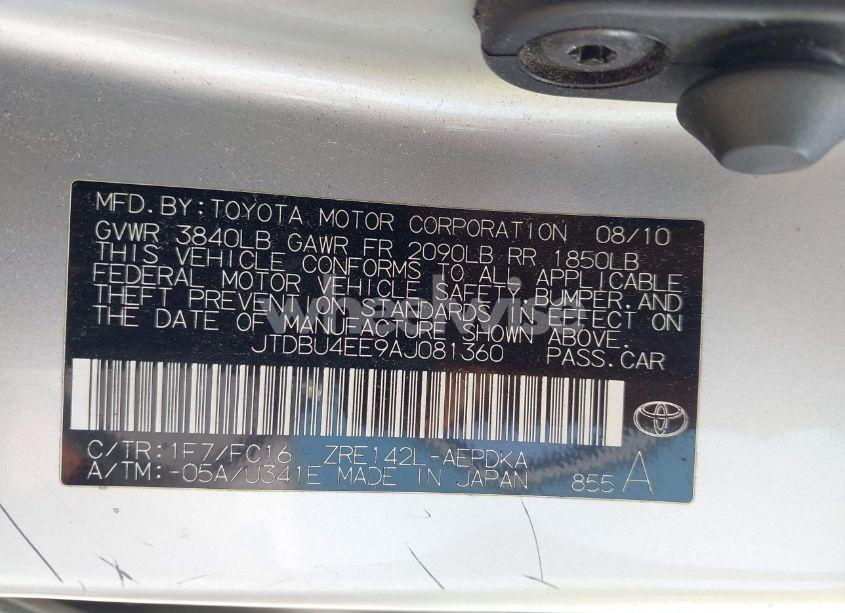 MFD. BY: TOYOTA MOTOR CORPORATION 08/10
GVWR 3840LB GAWR FR 2090LB RR 1850LB
THIS VEHICLE CONFORMS TO ALL APPLICABLE
FEDERAL MOTOR VEHICLE SAFETY, BUMPER, AND
THEFT PREVENTION STANDARDS IN EFFECT ON
THE DATE OF MANUFACTURE SHOWN ABOVE.
JTDBU4EE9AJ081360 PASS. CAR
C/TR: 1F7/FC16 ZRE142L-AEPDKA
A/TM: -05A/U341E MADE IN JAPAN 855 A
wheelwise